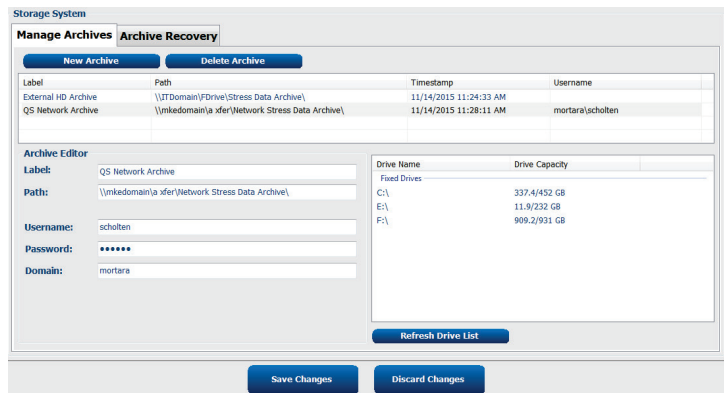 Storage System
Manage Archives Archive Recovery
New Archive Delete Archive
Label Path Timestamp Username
External HD Archive \\ITDomain\FDrive\Stress Data Archive\ 11/14/2015 11:24:33 AM
QS Network Archive \\mkedomain\a xfer\Network Stress Data Archive\ 11/14/2015 11:28:11 AM mortara\scholten
Archive Editor
Label: QS Network Archive
Path: \\mkedomain\a xfer\Network Stress Data Archive\
Username: scholten
Password: ●●●●●●
Domain: mortara
Drive Name Drive Capacity
Fixed Drives
C:\ 337.4/452 GB
E:\ 11.9/232 GB
F:\ 909.2/931 GB
Refresh Drive List
Save Changes Discard Changes